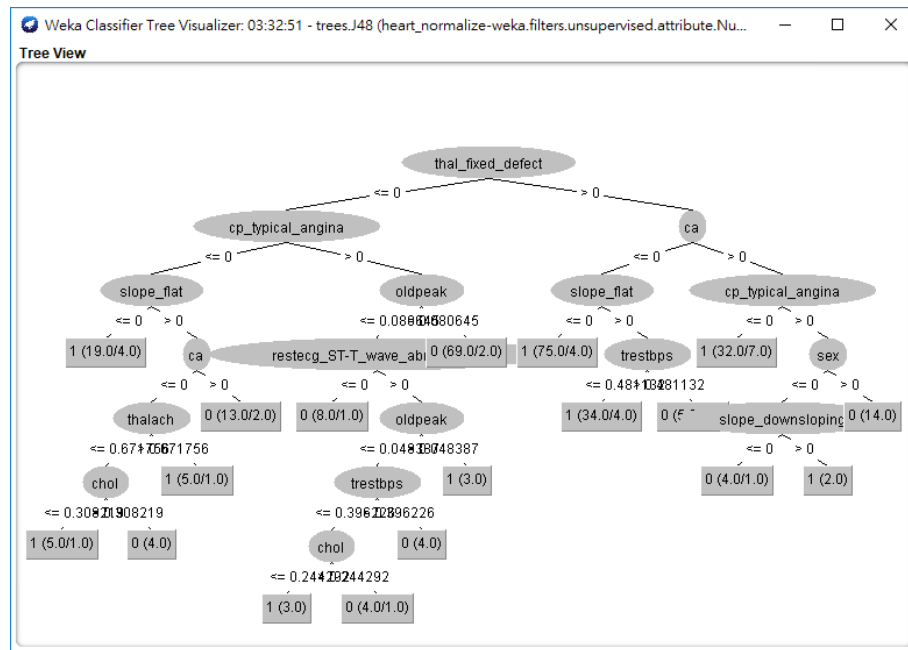 Weka Classifier Tree Visualizer: 03:32:51 - trees.J48 (heart_normalize-weka.filters.unsupervised.attribute.Nu...
Tree View
thal_fixed_defect
<= 0 > 0
cp_typical_angina ca
<= 0 > 0 <= 0 > 0
slope_flat oldpeak slope_flat cp_typical_angina
<= 0 > 0 <= 0 > 0 <= 0 > 0
1 (19.0/4.0) ca restecg_ST-T_wave_ab 0 (69.0/2.0) 1 (75.0/4.0) trestbps 1 (32.0/7.0) sex
<= 0 > 0 <= 0 > 0 <= 0 > 0
thalach 0 (13.0/2.0) 0 (8.0/1.0) oldpeak 1 (34.0/4.0) slope_downsloping 0 (14.0)
<= 0 > 0
chol 1 (5.0/1.0) trestbps 1 (3.0) 0 (4.0/1.0) 1 (2.0)
1 (5.0/1.0) 0 (4.0) chol 0 (4.0)
1 (3.0) 0 (4.0/1.0)